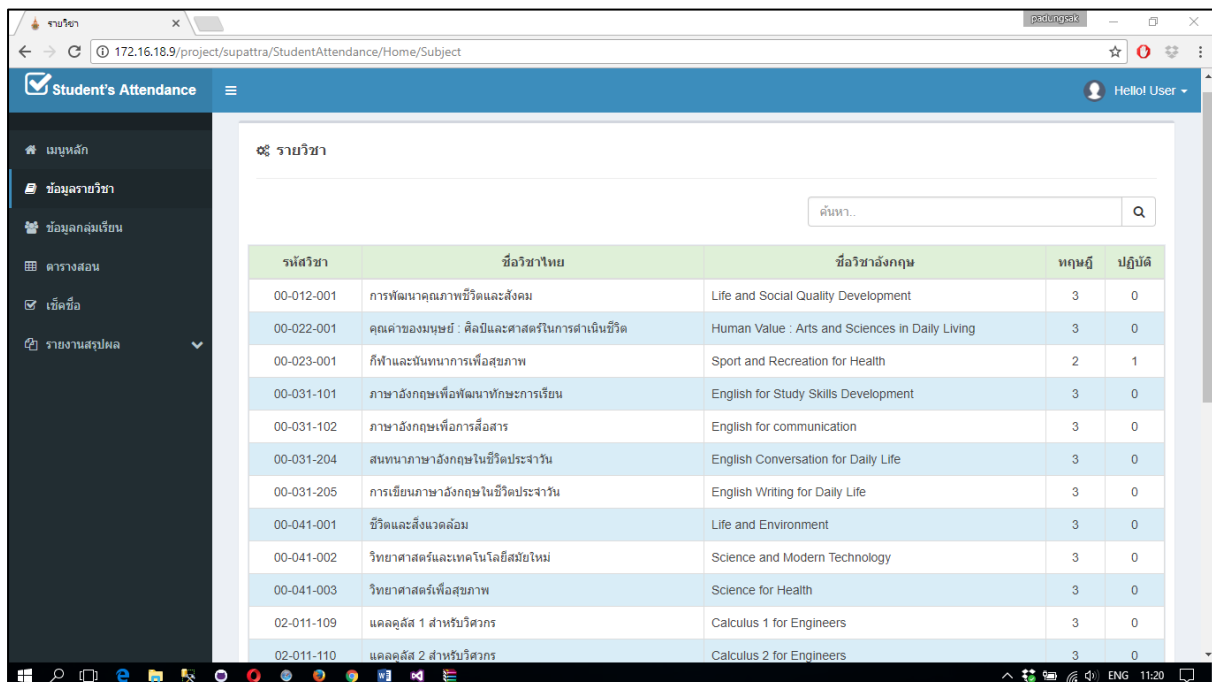 รายวิชา
padungsak
172.16.18.9/project/supattra/StudentAttendance/Home/Subject
Student's Attendance
Hello! User
เมนูหลัก
ข้อมูลรายวิชา
ข้อมูลกลุ่มเรียน
ตารางสอน
เช็คชื่อ
รายงานสรุปผล
รายวิชา
ค้นหา..
รหัสวิชา ชื่อวิชาไทย ชื่อวิชาอังกฤษ ทฤษฎี ปฏิบัติ
00-012-001 การพัฒนาคุณภาพชีวิตและสังคม Life and Social Quality Development 3 0
00-022-001 คุณค่าของมนุษย์ : ศิลป์และศาสตร์ในการดำเนินชีวิต Human Value : Arts and Sciences in Daily Living 3 0
00-023-001 กีฬาและนันทนาการเพื่อสุขภาพ Sport and Recreation for Health 2 1
00-031-101 ภาษาอังกฤษเพื่อพัฒนาทักษะการเรียน English for Study Skills Development 3 0
00-031-102 ภาษาอังกฤษเพื่อการสื่อสาร English for communication 3 0
00-031-204 สนทนาภาษาอังกฤษในชีวิตประจำวัน English Conversation for Daily Life 3 0
00-031-205 การเขียนภาษาอังกฤษในชีวิตประจำวัน English Writing for Daily Life 3 0
00-041-001 ชีวิตและสิ่งแวดล้อม Life and Environment 3 0
00-041-002 วิทยาศาสตร์และเทคโนโลยีสมัยใหม่ Science and Modern Technology 3 0
00-041-003 วิทยาศาสตร์เพื่อสุขภาพ Science for Health 3 0
02-011-109 แคลคูลัส 1 สำหรับวิศวกร Calculus 1 for Engineers 3 0
02-011-110 แคลคูลัส 2 สำหรับวิศวกร Calculus 2 for Engineers 3 0
ENG 11:20